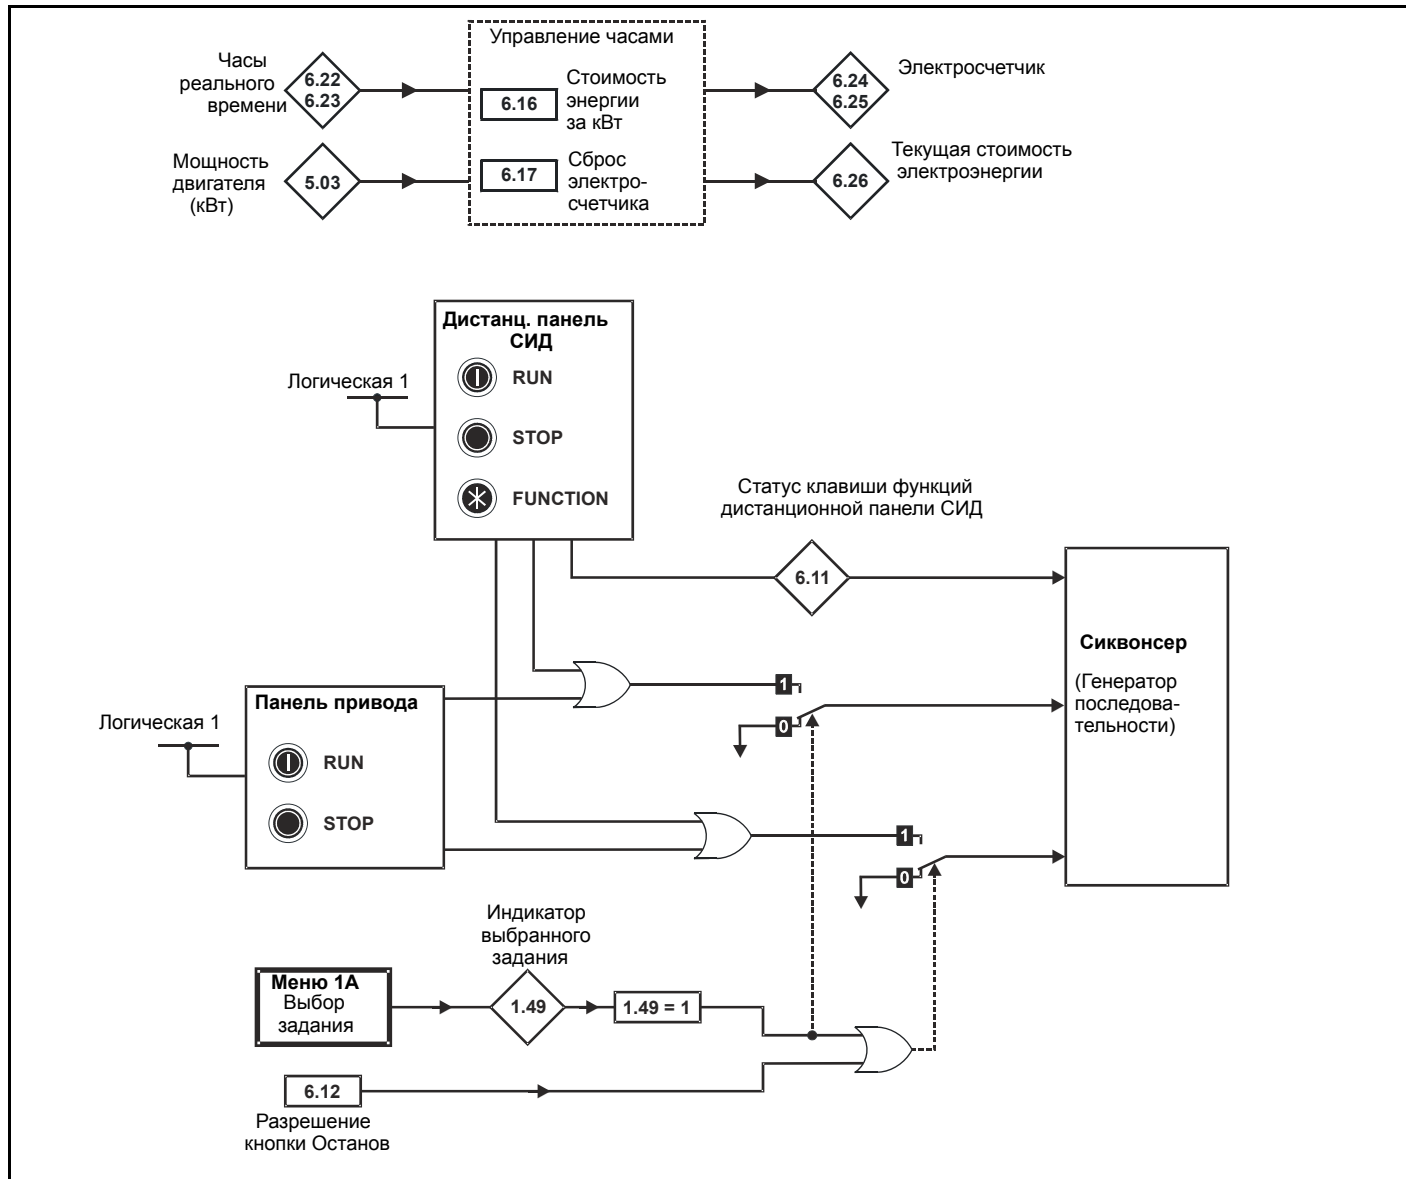 Управление часами
Часы
реального
времени
6.22
6.23
6.16
Стоимость
энергии
за кВт
6.24
6.25
Электросчетчик
Мощность
двигателя
(кВт)
5.03
6.17
Сброс
электро-
счетчика
6.26
Текущая стоимость
электроэнергии
Дистанц. панель
СИД
RUN
STOP
FUNCTION
Логическая 1
Статус клавиши функций
дистанционной панели СИД
6.11
Сиквонсер
(Генератор
последова-
тельности)
Панель привода
RUN
STOP
Логическая 1
1
0
1
0
Индикатор
выбранного
задания
Меню 1A
Выбор
задания
1.49
1.49 = 1
6.12
Разрешение
кнопки Останов